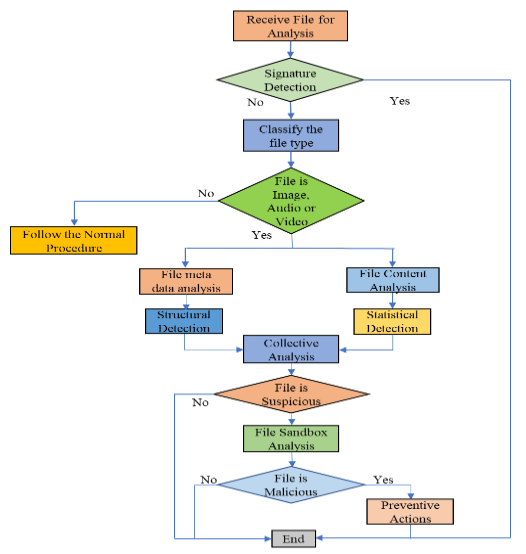 Receive File for
Analysis
Signature
Detection
No
Yes
Classify the
file type
File is
Image,
Audio or
Video
No
Yes
Follow the Normal
Procedure
File meta
data analysis
File Content
Analysis
Structural
Detection
Statistical
Detection
Collective
Analysis
File is
Suspicious
No
File Sandbox
Analysis
No
File is
Malicious
Yes
Preventive
Actions
End